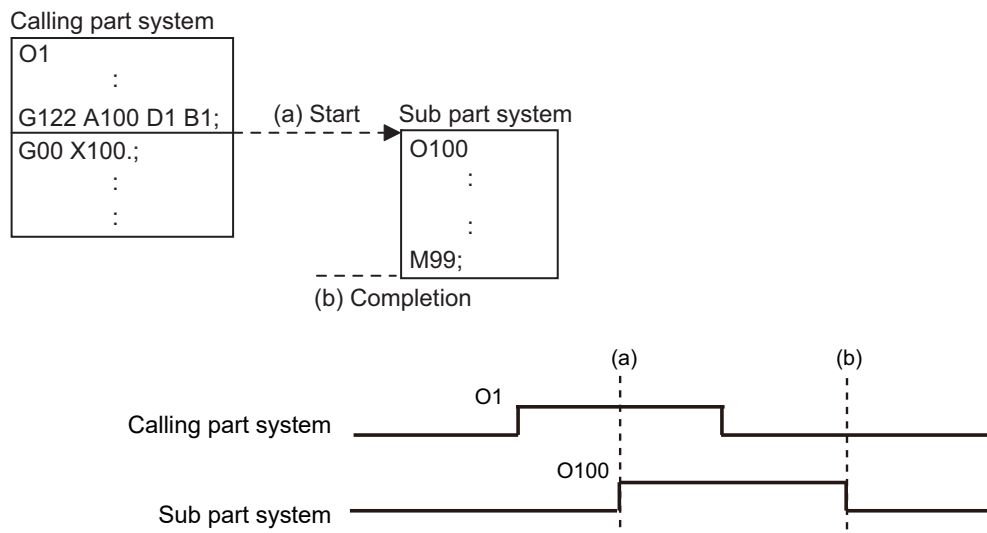 Calling part system
O1
:
G122 A100 D1 B1;
(a) Start
Sub part system
G00 X100.;
:
:
O100
:
:
M99;
(b) Completion
(a)
(b)
O1
Calling part system
O100
Sub part system